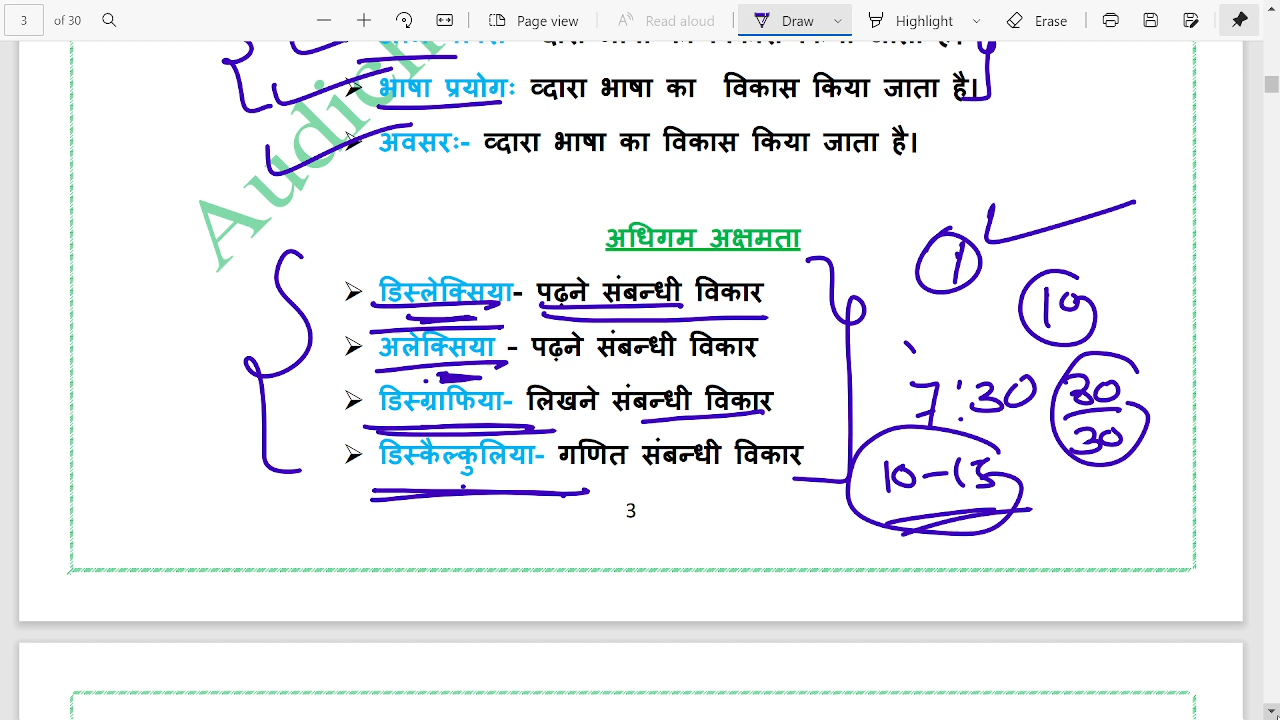 3 of 30 Page view Read aloud Draw Highlight Erase
➢ भाषा प्रयोगः व्दारा भाषा का विकास किया जाता है।
➢ अवसरः- व्दारा भाषा का विकास किया जाता है।
अधिगम अक्षमता
➢ डिस्लेक्सिया- पढ़ने संबन्धी विकार
➢ अलेक्सिया - पढ़ने संबन्धी विकार
➢ डिस्ग्राफिया- लिखने संबन्धी विकार
➢ डिस्कैल्कुलिया- गणित संबन्धी विकार
3
1
10
7:30
30
30
10-15